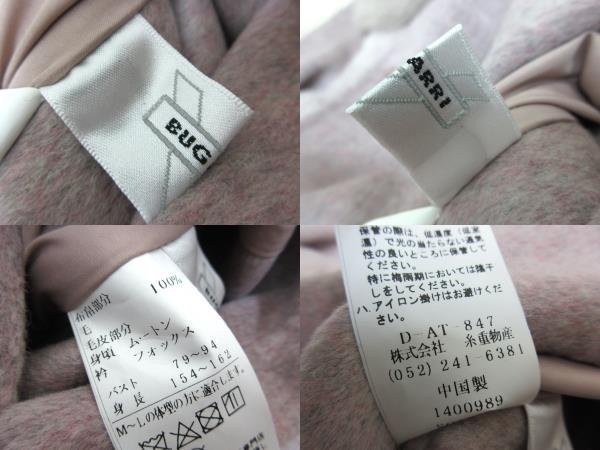 BUG
ARRI
布帛部分
毛 100%
毛皮部分
身頃 ムートン
衿 フォックス
バスト 79〜94
身長 154〜162
M〜Lの体型の方に適合します。
保管の際は、低温度(低室
温)で光の当たらない通気
性の良いところに保管して
ください。
特に梅雨期においては陰干
しをしてください。
ハ.アイロン掛けはお避けくだ
さい。
D-AT-847
株式会社 糸重物産
(052)241-6381
中国製
1400989